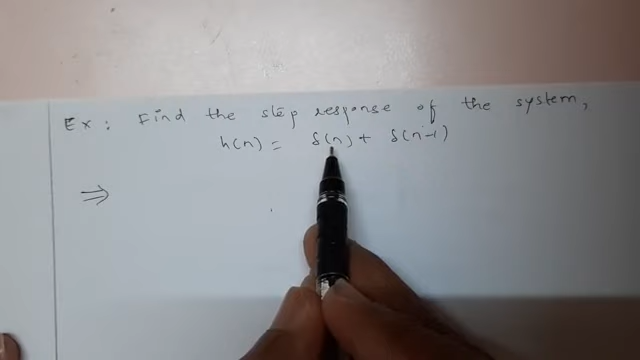 Ex: Find the step response of the system,
h(n) = δ(n) + δ(n-1)
⇒